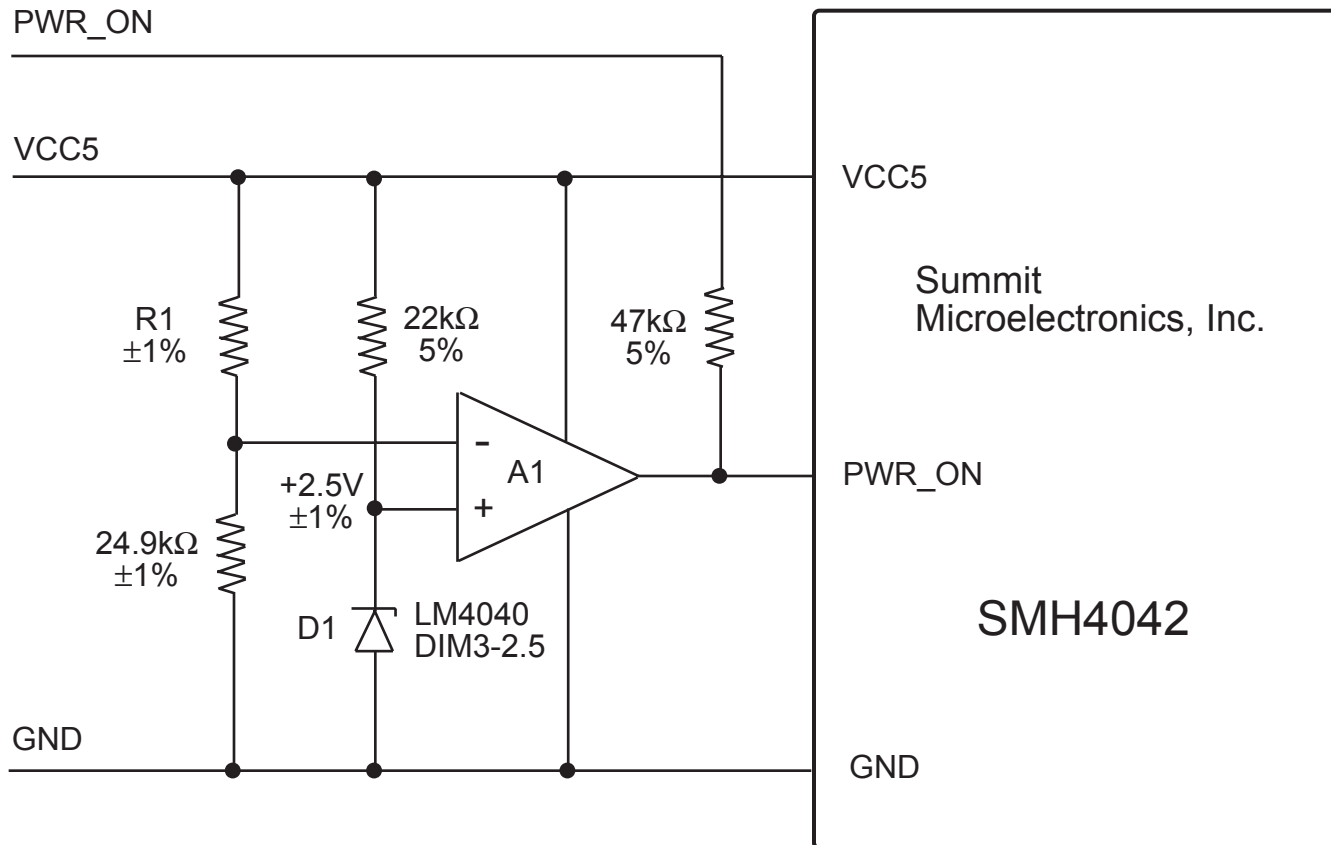 PWR_ON
VCC5
VCC5
Summit
Microelectronics, Inc.
R1
±1%
22kΩ
5%
47kΩ
5%
-
A1
+
PWR_ON
+2.5V
±1%
24.9kΩ
±1%
D1
LM4040
DIM3-2.5
SMH4042
GND
GND